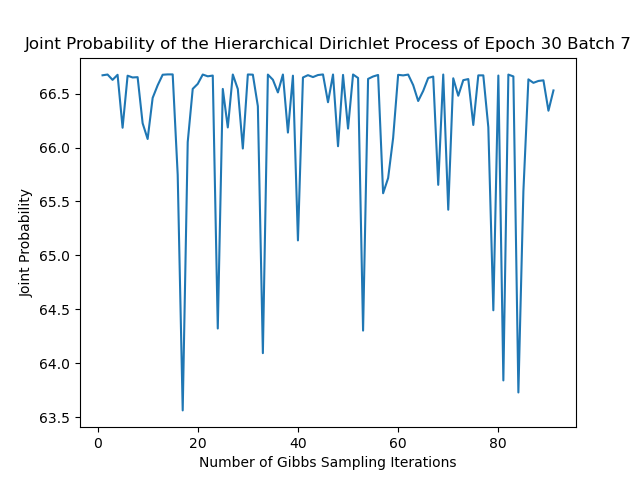 Joint Probability of the Hierarchical Dirichlet Process of Epoch 30 Batch 7
66.5
66.0
65.5
65.0
64.5
64.0
63.5
Joint Probability
0 20 40 60 80
Number of Gibbs Sampling Iterations